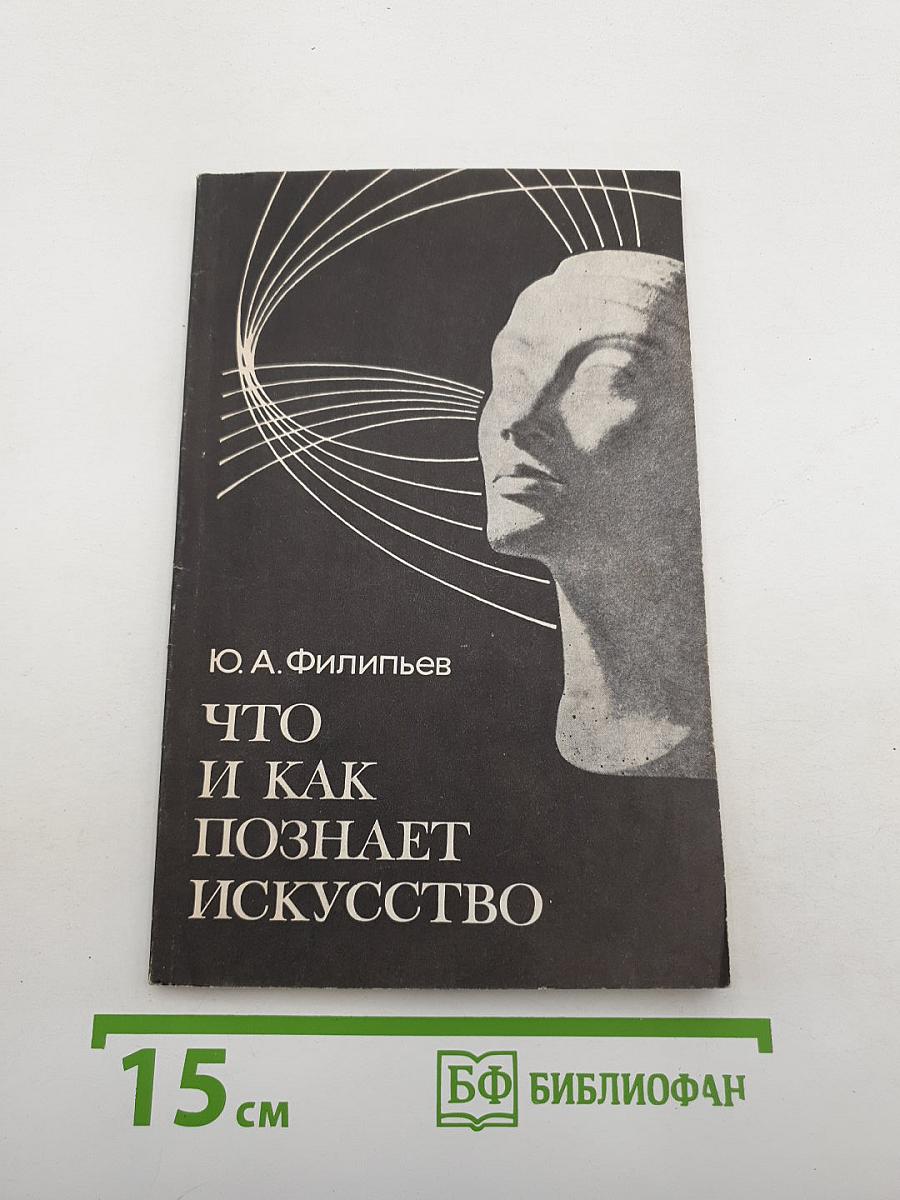 Ю. А. Филипьев
ЧТО
И КАК
ПОЗНАЕТ
ИСКУССТВО
15 см
БФ БИБЛИОФАН